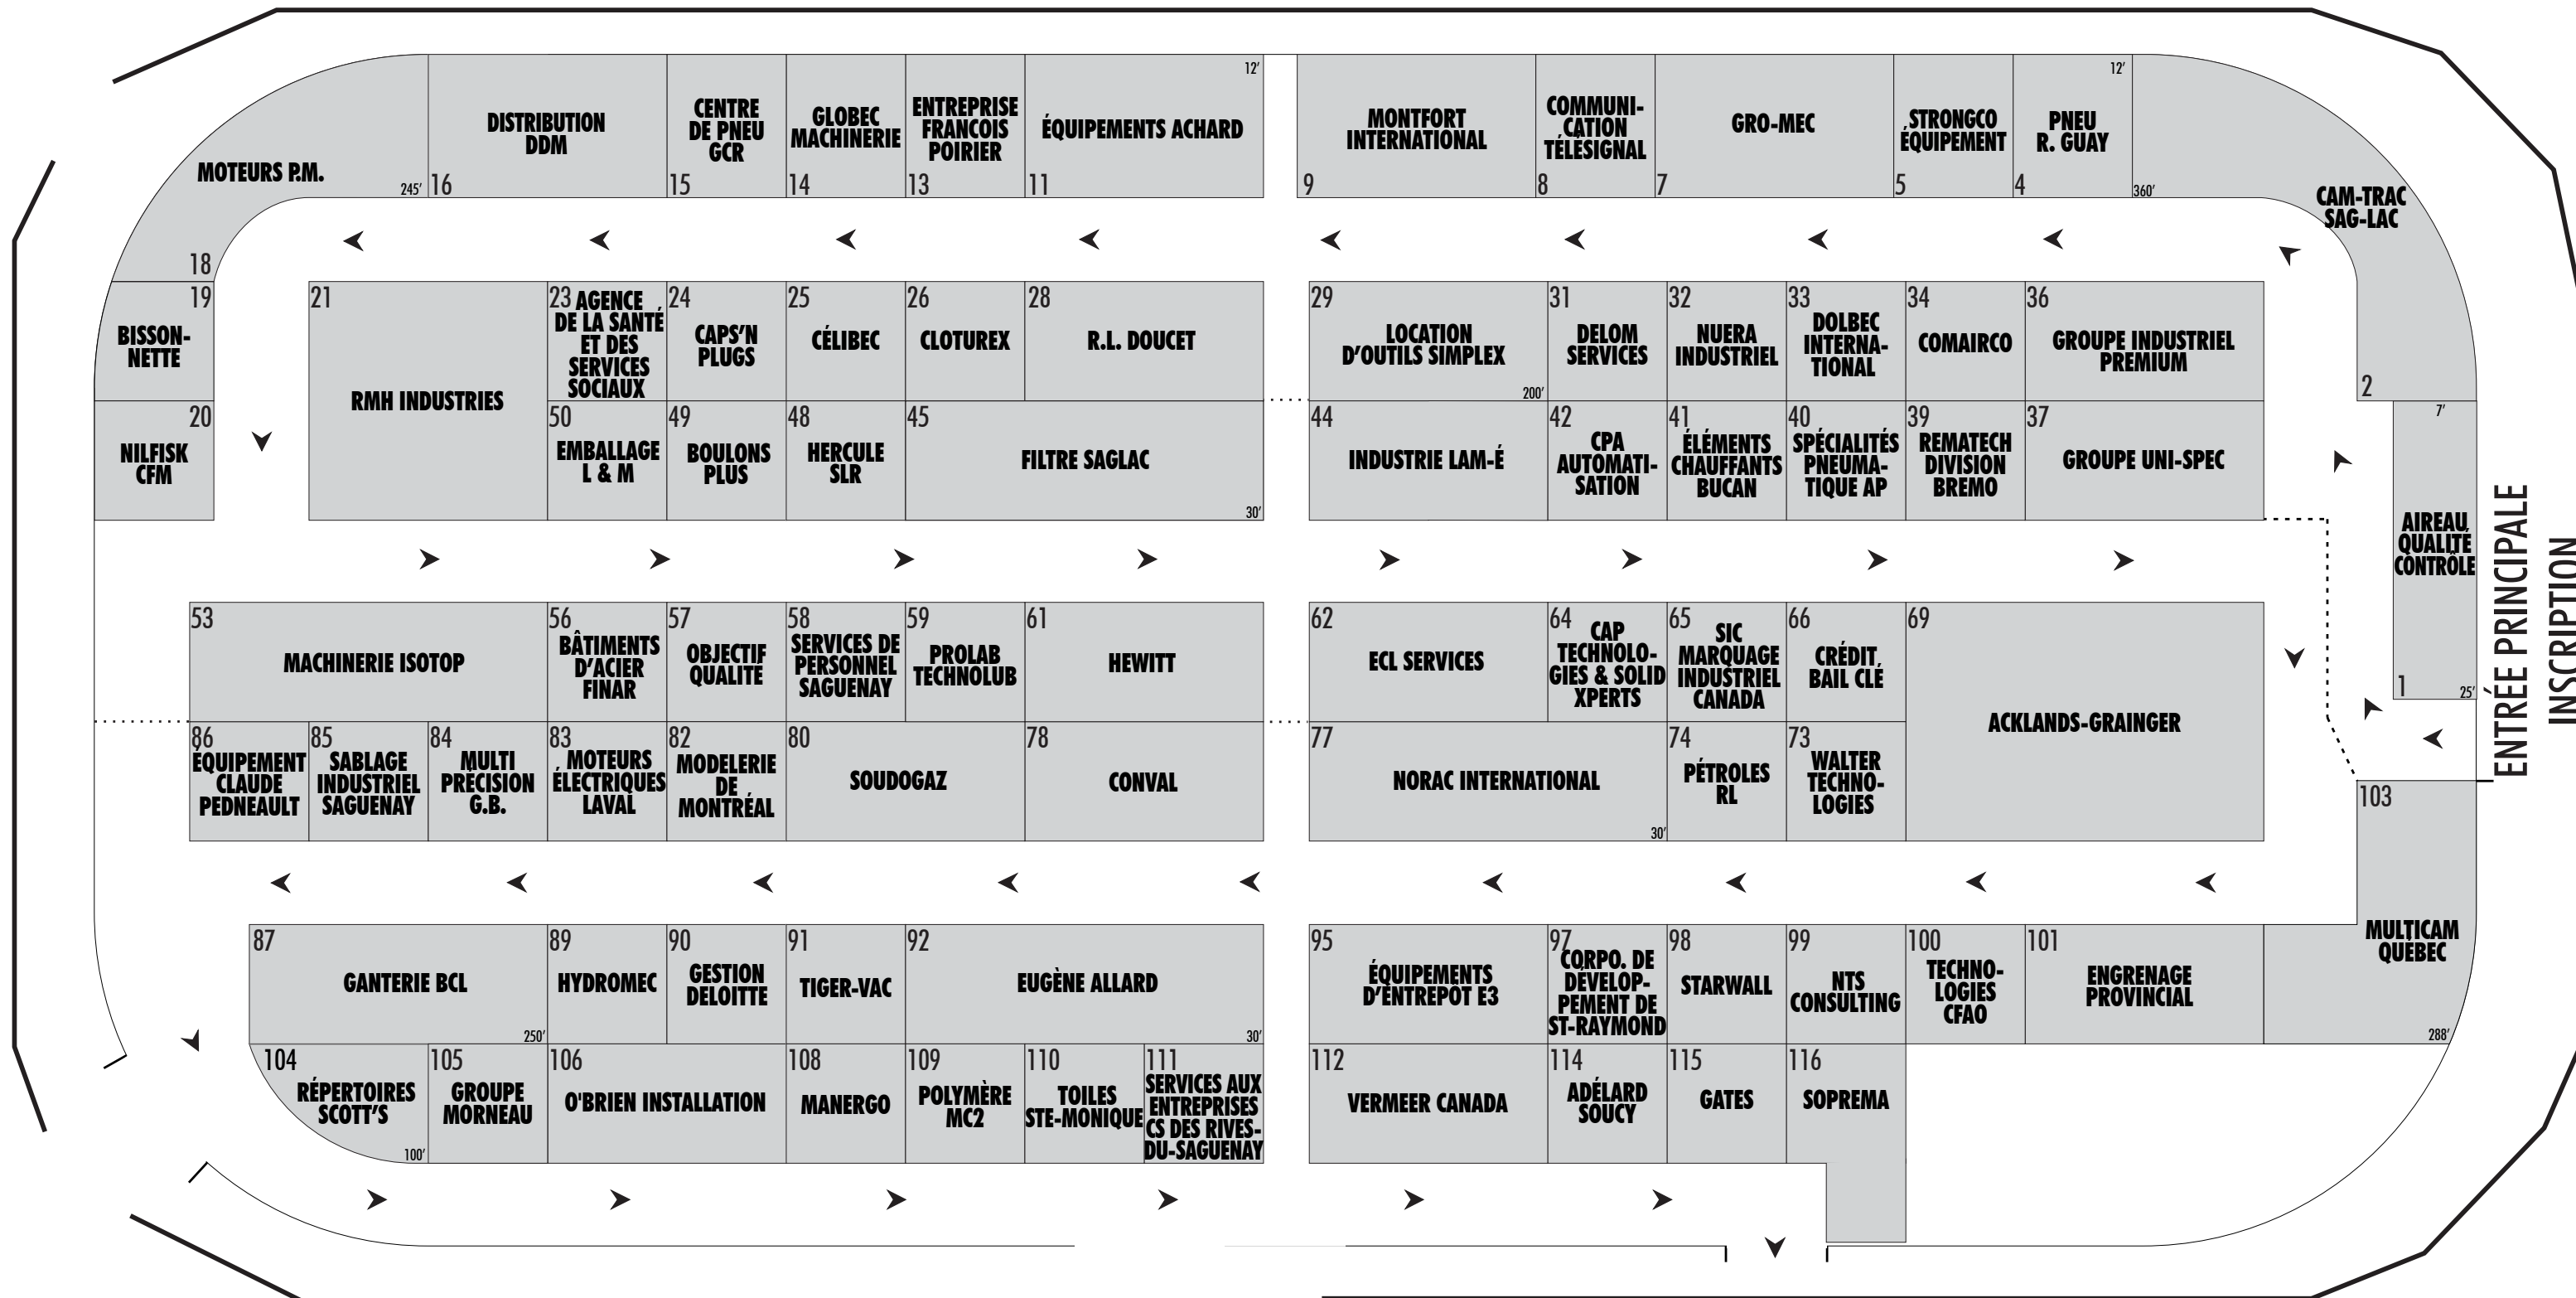 12'
DISTRIBUTION
DDM
16
CENTRE
DE PNEU
GCR
15
GLOBEC
MACHINERIE
14
ENTREPRISE
FRANCOIS
POIRIER
13
ÉQUIPEMENTS ACHARD
11
MONTFORT
INTERNATIONAL
9
COMMUNI-
CATION
TÉLÉSIGNAL
8
GRO-MEC
7
STRONGCO
ÉQUIPEMENT
5
12'
PNEU
R. GUAY
4
360'
CAM-TRAC
SAG-LAC
2
MOTEURS P.M.
245'
18
19
BISSON-
NETTE
20
NILFISK
CFM
21
RMH INDUSTRIES
23
AGENCE
DE LA SANTÉ
ET DES
SERVICES
SOCIAUX
24
CAPS'N
PLUGS
25
CÉLIBEC
26
CLOTUREX
28
R.L. DOUCET
29
LOCATION
D'OUTILS SIMPLEX
200'
31
DELOM
SERVICES
32
NUERA
INDUSTRIEL
33
DOLBEC
INTERNA-
TIONAL
34
COMAIRCO
36
GROUPE INDUSTRIEL
PREMIUM
50
EMBALLAGE
L & M
49
BOULONS
PLUS
48
HERCULE
SLR
45
FILTRE SAGLAC
30'
44
INDUSTRIE LAM-É
42
CPA
AUTOMATI-
SATION
41
ÉLÉMENTS
CHAUFFANTS
BUCAN
40
SPÉCIALITÉS
PNEUMA-
TIQUE AP
39
REMATECH
DIVISION
BREMO
37
GROUPE UNI-SPEC
7'
AIREAU
QUALITÉ
CONTRÔLE
1
25'
ENTRÉE PRINCIPALE
INSCRIPTION
53
MACHINERIE ISOTOP
56
BÂTIMENTS
D'ACIER
FINAR
57
OBJECTIF
QUALITÉ
58
SERVICES DE
PERSONNEL
SAGUENAY
59
PROLAB
TECHNOLUB
61
HEWITT
62
ECL SERVICES
64
CAP
TECHNOLO-
GIES & SOLID
XPERTS
65
SIC
MARQUAGE
INDUSTRIEL
CANADA
66
CRÉDIT
BAIL CLÉ
69
ACKLANDS-GRAINGER
86
ÉQUIPEMENT
CLAUDE
PEDNEAULT
85
SABLAGE
INDUSTRIEL
SAGUENAY
84
MULTI
PRÉCISION
G.B.
83
MOTEURS
ÉLECTRIQUES
LAVAL
82
MODELERIE
DE
MONTRÉAL
80
SOUDOGAZ
78
CONVAL
77
NORAC INTERNATIONAL
30'
74
PÉTROLES
RL
73
WALTER
TECHNO-
LOGIES
103
MULTICAM
QUÉBEC
288'
87
GANTERIE BCL
250'
89
HYDROMEC
90
GESTION
DELOITTE
91
TIGER-VAC
92
EUGÈNE ALLARD
30'
95
ÉQUIPEMENTS
D'ENTREPÔT E3
97
CORPO. DE
DÉVELOP-
PEMENT DE
ST-RAYMOND
98
STARWALL
99
NTS
CONSULTING
100
TECHNO-
LOGIES
CFAO
101
ENGRENAGE
PROVINCIAL
104
RÉPERTOIRES
SCOTT'S
100'
105
GROUPE
MORNEAU
106
O'BRIEN INSTALLATION
108
MANERGO
109
POLYMÈRE
MC2
110
TOILES
STE-MONIQUE
111
SERVICES AUX
ENTREPRISES
CS DES RIVES-
DU-SAGUENAY
112
VERMEER CANADA
114
ADÉLARD
SOUCY
115
GATES
116
SOPREMA